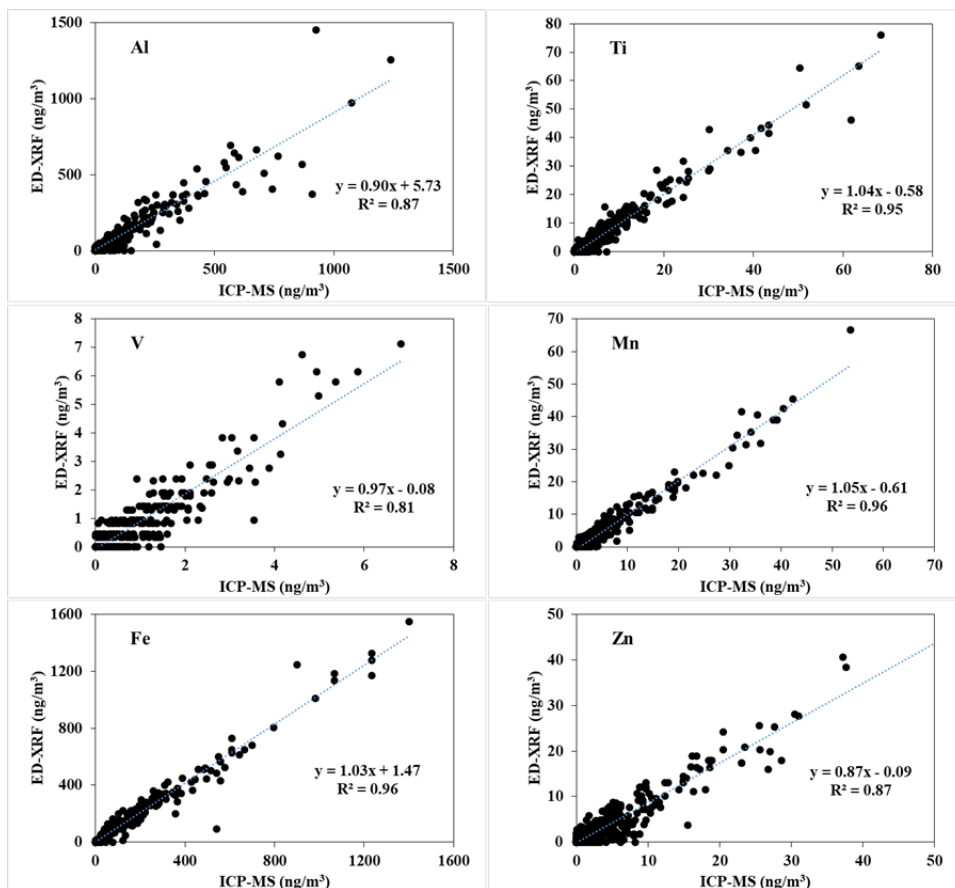 Al
ED-XRF (ng/m³)
1500
1000
500
0
y = 0.90x + 5.73
R² = 0.87
0 500 1000 1500
ICP-MS (ng/m³)
Ti
ED-XRF (ng/m³)
80
70
60
50
40
30
20
10
0
y = 1.04x - 0.58
R² = 0.95
0 20 40 60 80
ICP-MS (ng/m³)
V
ED-XRF (ng/m³)
8
7
6
5
4
3
2
1
0
y = 0.97x - 0.08
R² = 0.81
0 2 4 6 8
ICP-MS (ng/m³)
Mn
ED-XRF (ng/m³)
70
60
50
40
30
20
10
0
y = 1.05x - 0.61
R² = 0.96
0 10 20 30 40 50 60 70
ICP-MS (ng/m³)
Fe
ED-XRF (ng/m³)
1600
1200
800
400
0
y = 1.03x + 1.47
R² = 0.96
0 400 800 1200 1600
ICP-MS (ng/m³)
Zn
ED-XRF (ng/m³)
50
40
30
20
10
0
y = 0.87x - 0.09
R² = 0.87
0 10 20 30 40 50
ICP-MS (ng/m³)